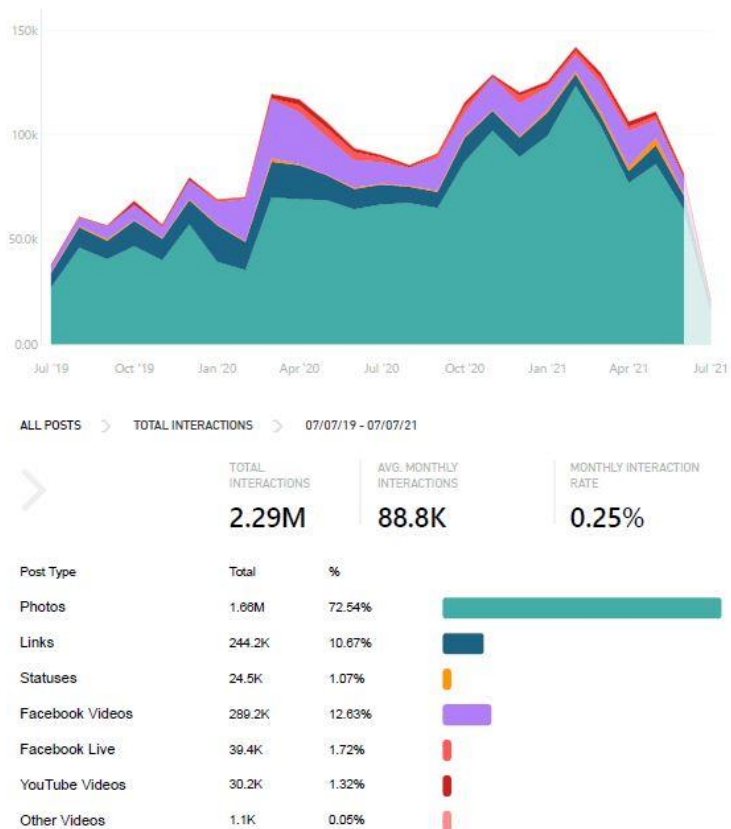 150k
100k
50.0k
0.00
Jul '19 Oct '19 Jan '20 Apr '20 Jul '20 Oct '20 Jan '21 Apr '21 Jul '21
ALL POSTS TOTAL INTERACTIONS 07/07/19 - 07/07/21
TOTAL INTERACTIONS
2.29M
AVG. MONTHLY INTERACTIONS
88.8K
MONTHLY INTERACTION RATE
0.25%
Post Type Total %
Photos 1.66M 72.54%
Links 244.2K 10.67%
Statuses 24.5K 1.07%
Facebook Videos 289.2K 12.63%
Facebook Live 39.4K 1.72%
YouTube Videos 30.2K 1.32%
Other Videos 1.1K 0.05%